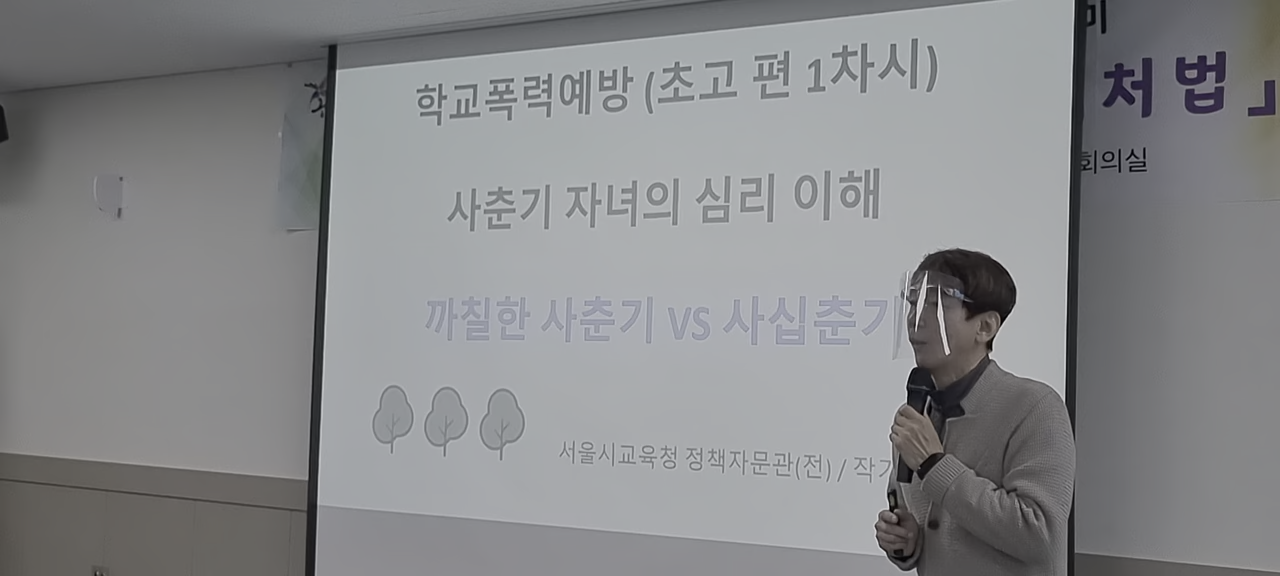 학교폭력예방 (초고 편 1차시)
사춘기 자녀의 심리 이해
까칠한 사춘기 vs 사십춘기
서울시교육청 정책자문관(전) / 작가
처법」
회의실